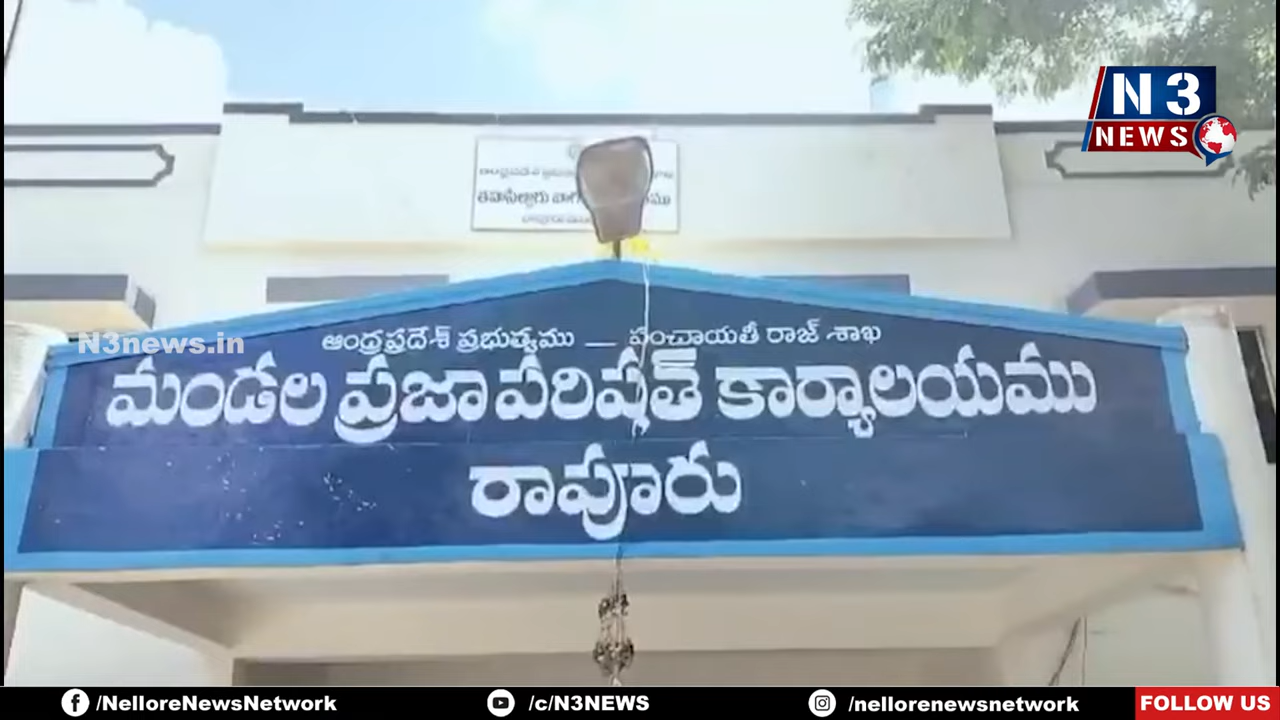 N3
NEWS
తహసీల్దారు
N3news.in
ఆంధ్రప్రదేశ్ ప్రభుత్వము — పంచాయతీ రాజ్ శాఖ
మండల ప్రజా పరిషత్ కార్యాలయము
రాపూరు
/NelloreNewsNetwork /c/N3NEWS /nellorenewsnetwork FOLLOW US